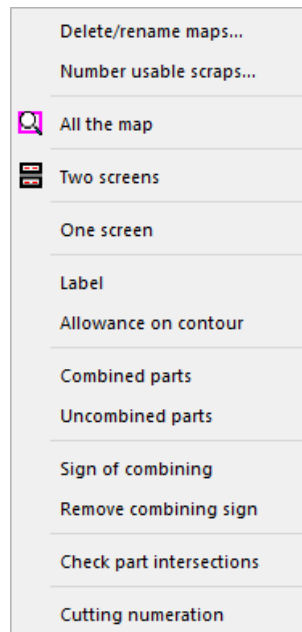 Delete/rename maps...
Number usable scraps...
All the map
Two screens
One screen
Label
Allowance on contour
Combined parts
Uncombined parts
Sign of combining
Remove combining sign
Check part intersections
Cutting numeration